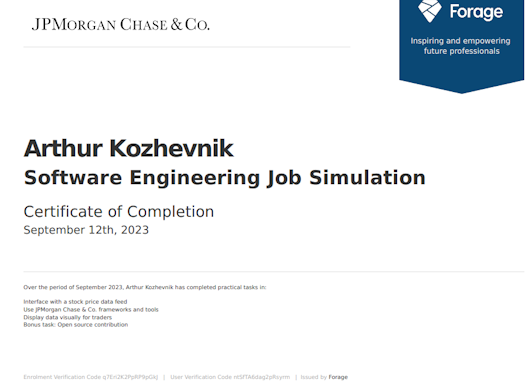 JPMORGAN CHASE & CO.
Forage
Inspiring and empowering
future professionals
Arthur Kozhevnik
Software Engineering Job Simulation
Certificate of Completion
September 12th, 2023
Over the period of September 2023, Arthur Kozhevnik has completed practical tasks in:
Interface with a stock price data feed
Use JPMorgan Chase & Co. frameworks and tools
Display data visually for traders
Bonus task: Open source contribution
Enrolment Verification Code | User Verification Code | Issued by Forage